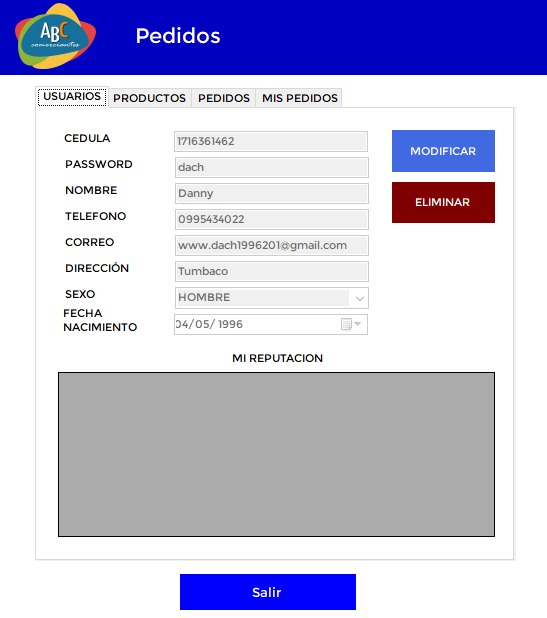 ABC
comerciantes
Pedidos
USUARIOS PRODUCTOS PEDIDOS MIS PEDIDOS
CEDULA 1716361462
MODIFICAR
PASSWORD dach
NOMBRE Danny
ELIMINAR
TELEFONO 0995434022
CORREO www.dach1996201@gmail.com
DIRECCIÓN Tumbaco
SEXO HOMBRE
FECHA
NACIMIENTO 04/05/ 1996
MI REPUTACION
Salir